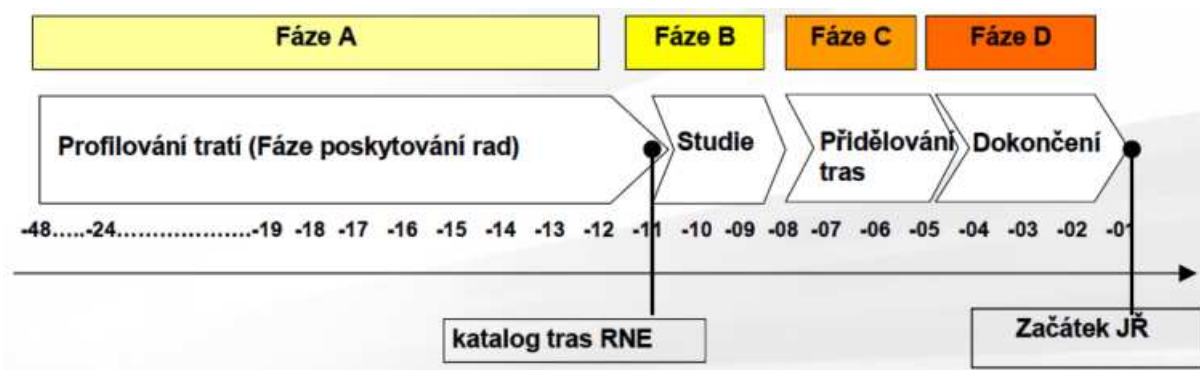 Fáze A Fáze B Fáze C Fáze D
Profilování tratí (Fáze poskytování rad)
Studie
Přidělování
tras
Dokončení
-48.....-24...................-19 -18 -17 -16 -15 -14 -13 -12 -11 -10 -09 -08 -07 -06 -05 -04 -03 -02 -01
katalog tras RNE
Začátek JŘ